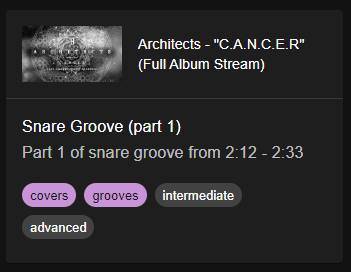 ARCHITECTS
Architects - "C.A.N.C.E.R"
(Full Album Stream)
Snare Groove (part 1)
Part 1 of snare groove from 2:12 - 2:33
covers
grooves
intermediate
advanced